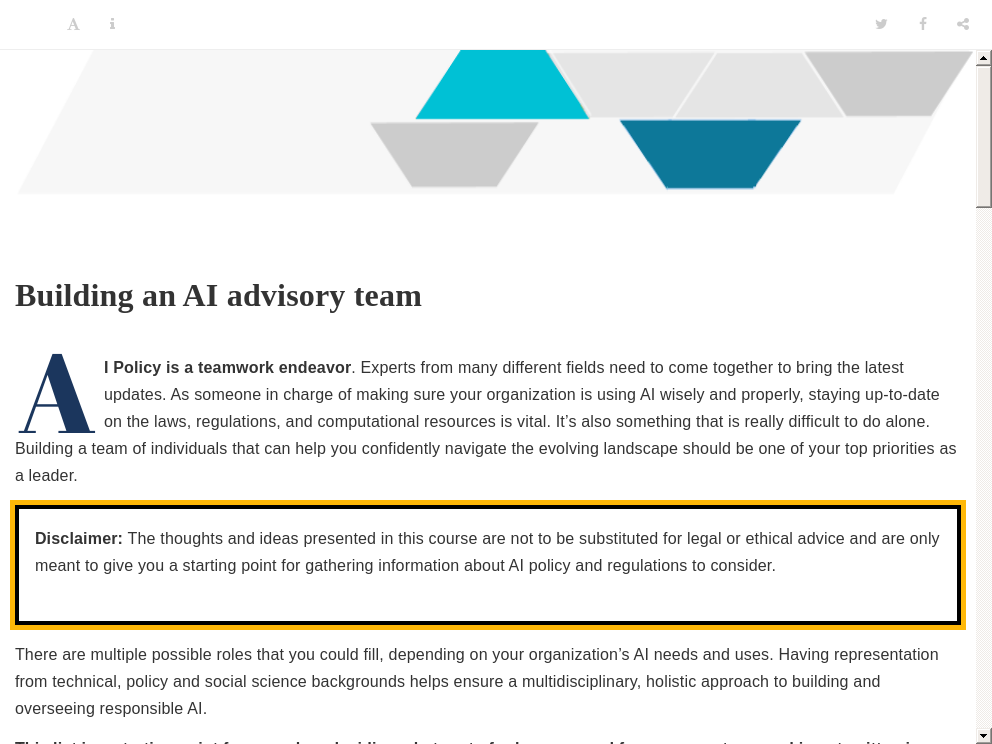 Building an AI advisory team
AI Policy is a teamwork endeavor. Experts from many different fields need to come together to bring the latest
updates. As someone in charge of making sure your organization is using AI wisely and properly, staying up-to-date
on the laws, regulations, and computational resources is vital. It’s also something that is really difficult to do alone.
Building a team of individuals that can help you confidently navigate the evolving landscape should be one of your top priorities as
a leader.
Disclaimer: The thoughts and ideas presented in this course are not to be substituted for legal or ethical advice and are only
meant to give you a starting point for gathering information about AI policy and regulations to consider.
There are multiple possible roles that you could fill, depending on your organization’s AI needs and uses. Having representation
from technical, policy and social science backgrounds helps ensure a multidisciplinary, holistic approach to building and
overseeing responsible AI.